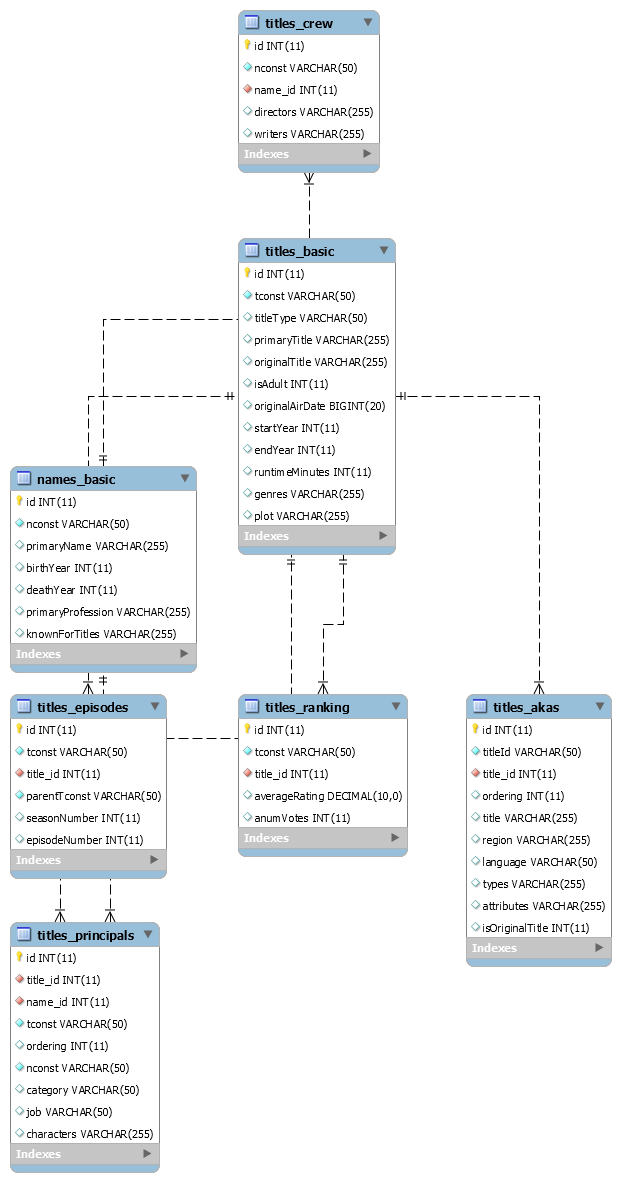 titles_crew
id INT(11)
nconst VARCHAR(50)
name_id INT(11)
directors VARCHAR(255)
writers VARCHAR(255)
Indexes
titles_basic
id INT(11)
tconst VARCHAR(50)
titleType VARCHAR(50)
primaryTitle VARCHAR(255)
originalTitle VARCHAR(255)
isAdult INT(11)
originalAirDate BIGINT(20)
startYear INT(11)
endYear INT(11)
runtimeMinutes INT(11)
genres VARCHAR(255)
plot VARCHAR(255)
Indexes
names_basic
id INT(11)
nconst VARCHAR(50)
primaryName VARCHAR(255)
birthYear INT(11)
deathYear INT(11)
primaryProfession VARCHAR(255)
knownForTitles VARCHAR(255)
Indexes
titles_episodes
id INT(11)
tconst VARCHAR(50)
title_id INT(11)
parentTconst VARCHAR(50)
seasonNumber INT(11)
episodeNumber INT(11)
Indexes
titles_ranking
id INT(11)
tconst VARCHAR(50)
title_id INT(11)
averageRating DECIMAL(10,0)
anumVotes INT(11)
Indexes
titles_akas
id INT(11)
titleId VARCHAR(50)
title_id INT(11)
ordering INT(11)
title VARCHAR(255)
region VARCHAR(255)
language VARCHAR(50)
types VARCHAR(255)
attributes VARCHAR(255)
isOriginalTitle INT(11)
Indexes
titles_principals
id INT(11)
title_id INT(11)
name_id INT(11)
tconst VARCHAR(50)
ordering INT(11)
nconst VARCHAR(50)
category VARCHAR(50)
job VARCHAR(50)
characters VARCHAR(255)
Indexes